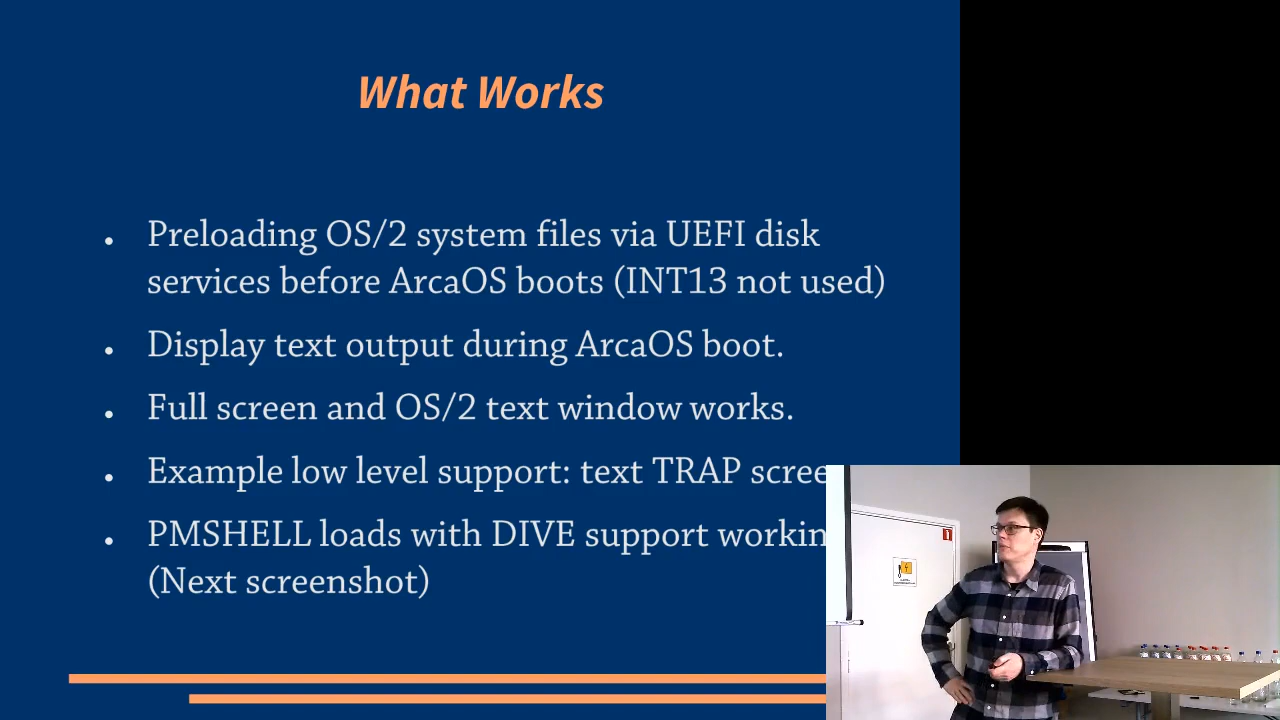 What Works
Preloading OS/2 system files via UEFI disk
services before ArcaOS boots (INT13 not used)
Display text output during ArcaOS boot.
Full screen and OS/2 text window works.
Example low level support: text TRAP scree
PMSHELL loads with DIVE support workin
(Next screenshot)